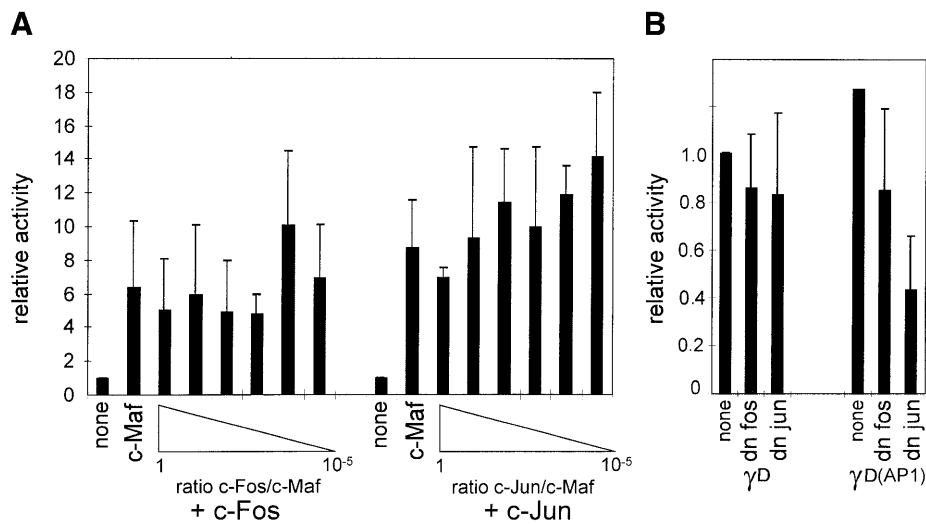 A
20
18
16
14
12
10
8
6
4
2
0
relative activity
none
c-Maf
1
10-5
ratio c-Fos/c-Maf
+ c-Fos
none
c-Maf
1
10-5
ratio c-Jun/c-Maf
+ c-Jun
B
1.0
0.8
0.6
0.4
0.2
0
relative activity
none
dn fos
dn jun
γD
none
dn fos
dn jun
γD(AP1)